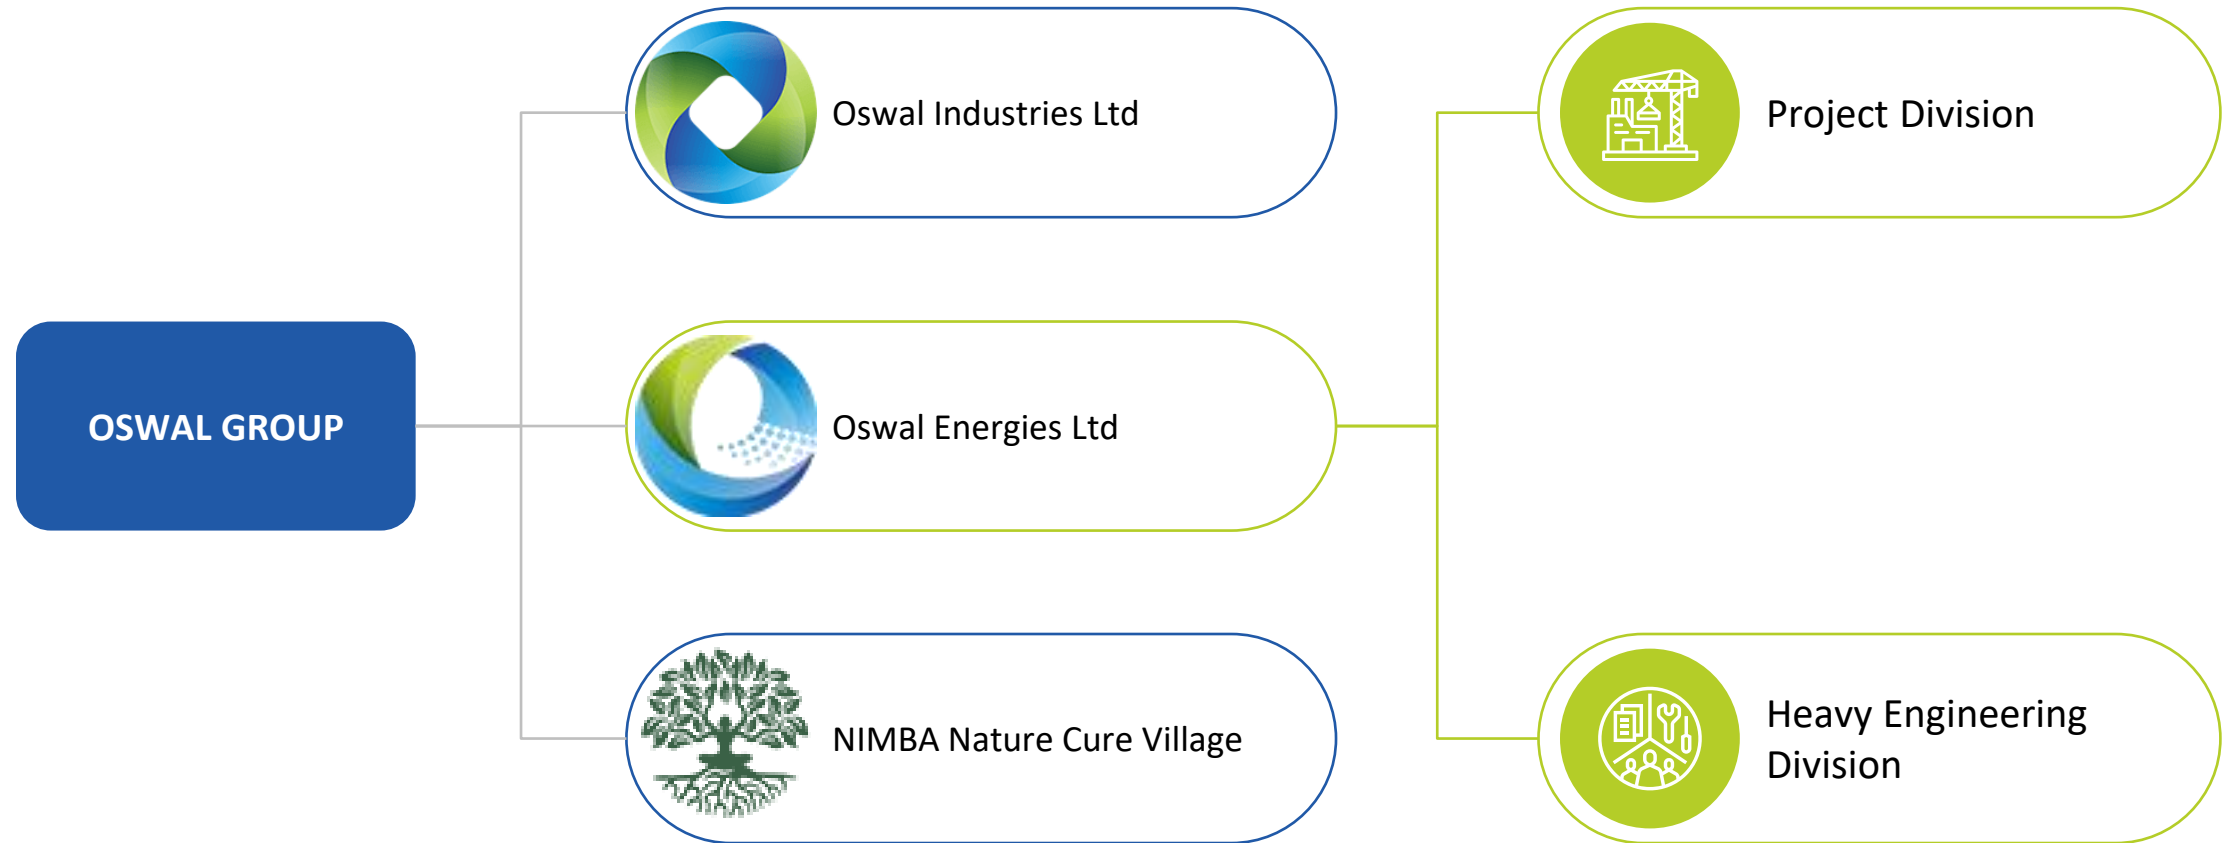 OSWAL GROUP
Oswal Industries Ltd
Oswal Energies Ltd
NIMBA Nature Cure Village
Project Division
Heavy Engineering
Division